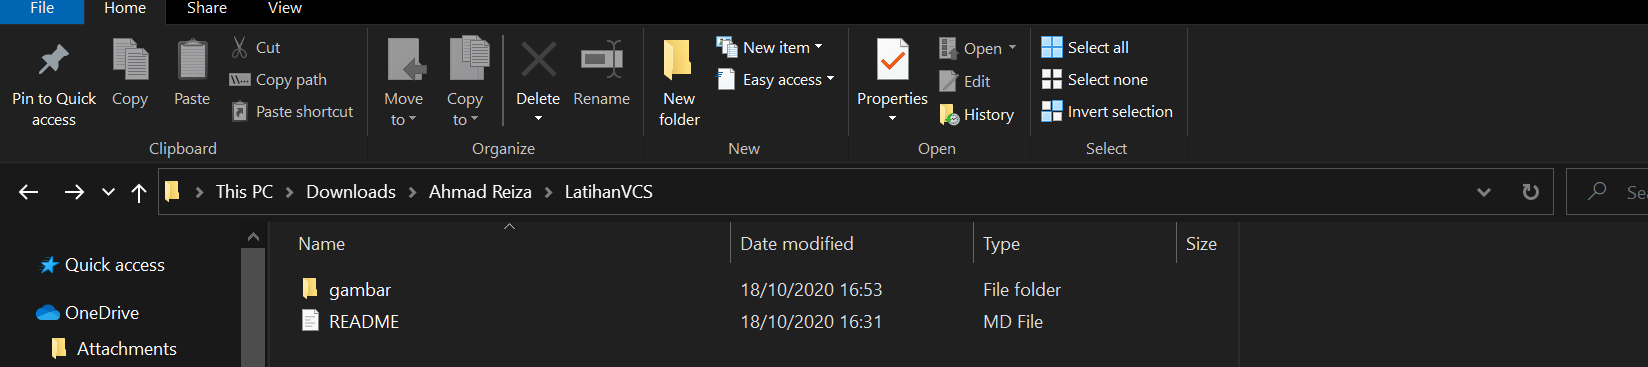 File Home Share View
Pin to Quick access
Copy
Paste
Cut
Copy path
Paste shortcut
Clipboard
Move to
Copy to
Delete
Rename
Organize
New folder
New item
Easy access
New
Properties
Open
Edit
History
Open
Select all
Select none
Invert selection
Select
This PC > Downloads > Ahmad Reiza > LatihanVCS
Name Date modified Type Size
Quick access
OneDrive
Attachments
gambar 18/10/2020 16:53 File folder
README 18/10/2020 16:31 MD File